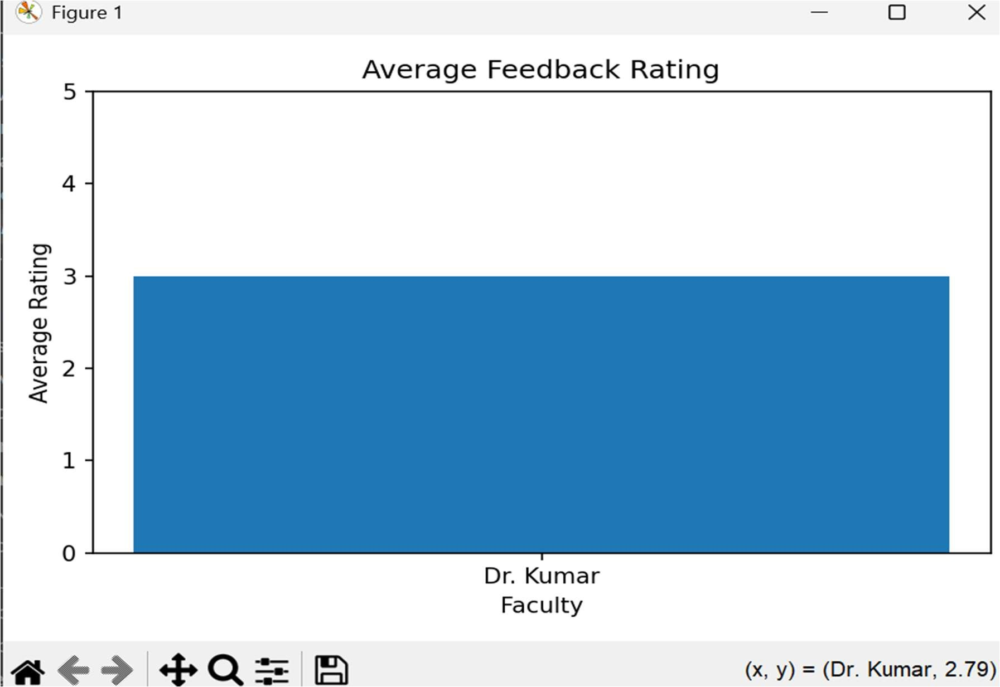 Figure 1
Average Feedback Rating
5
4
3
2
1
0
Average Rating
Dr. Kumar
Faculty
(x, y) = (Dr. Kumar, 2.79)